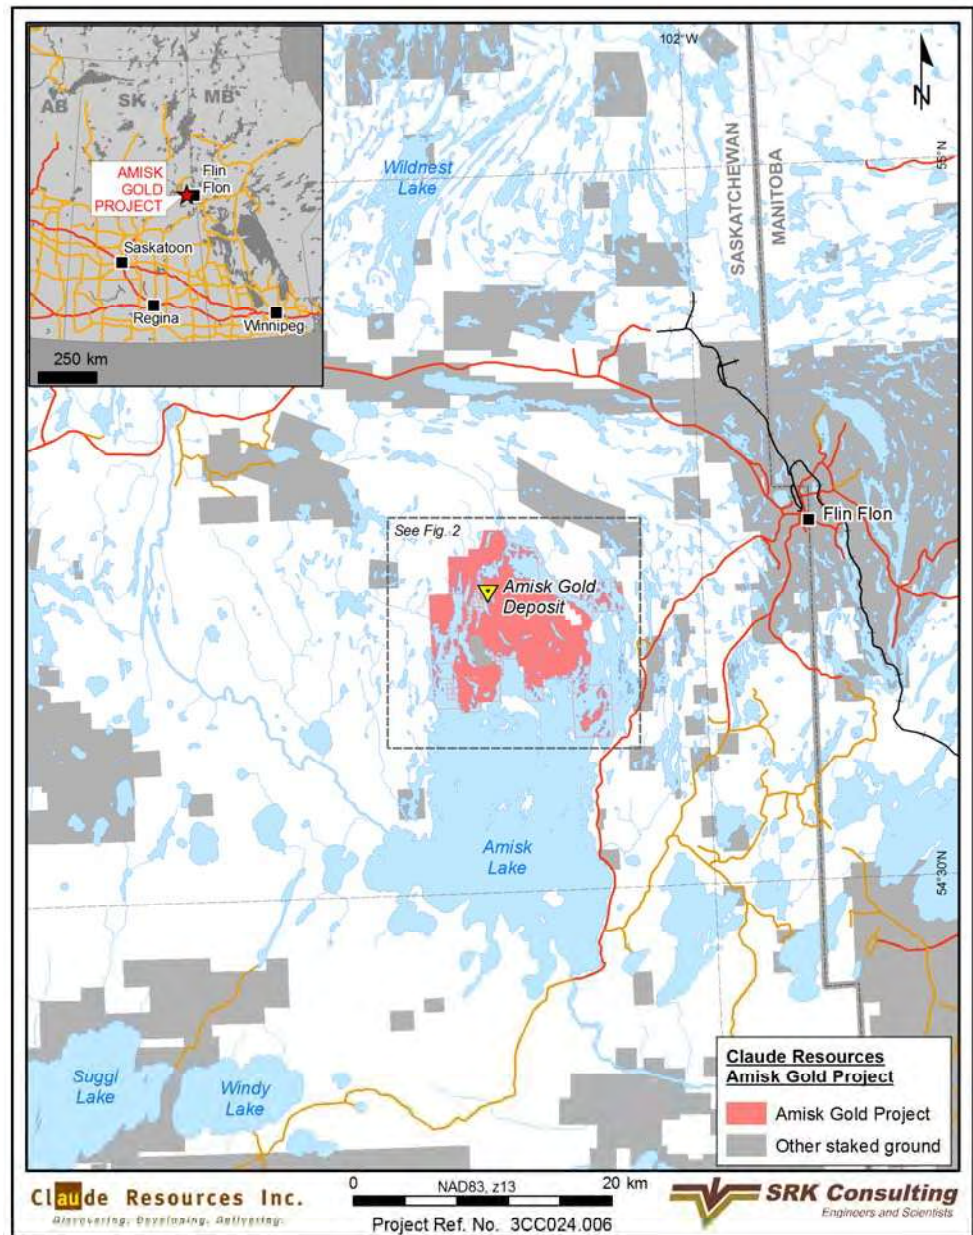 AB
SK
MB
AMISK
GOLD
PROJECT
Flin
Flon
Saskatoon
Regina
Winnipeg
250 km
102°W
N
Wildnest
Lake
SASKATCHEWAN
MANITOBA
55°N
See Fig. 2
Amisk Gold
Deposit
Flin Flon
Amisk
Lake
54°30'N
Suggi
Lake
Windy
Lake
Claude Resources
Amisk Gold Project
Amisk Gold Project
Other staked ground
Claude Resources Inc.
Discovering. Developing. Delivering.
0
NAD83, z13
20 km
Project Ref. No. 3CC024.006
SRK Consulting
Engineers and Scientists